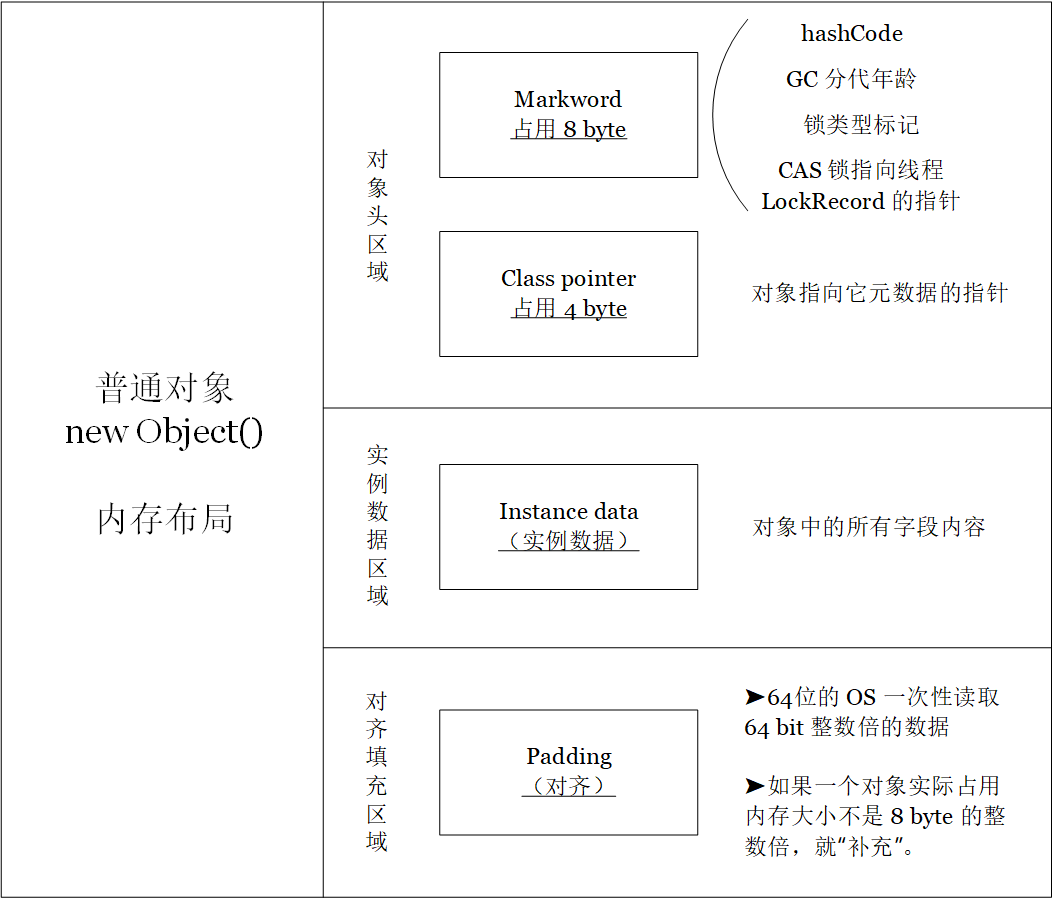 普通对象
new Object()
内存布局
对象头区域
Markword
占用 8 byte
hashCode
GC 分代年龄
锁类型标记
CAS 锁指向线程
LockRecord 的指针
Class pointer
占用 4 byte
对象指向它元数据的指针
实例数据区域
Instance data
（实例数据）
对象中的所有字段内容
对齐填充区域
Padding
（对齐）
➤64位的 OS 一次性读取
64 bit 整数倍的数据
➤如果一个对象实际占用
内存大小不是 8 byte 的整
数倍，就“补充”。